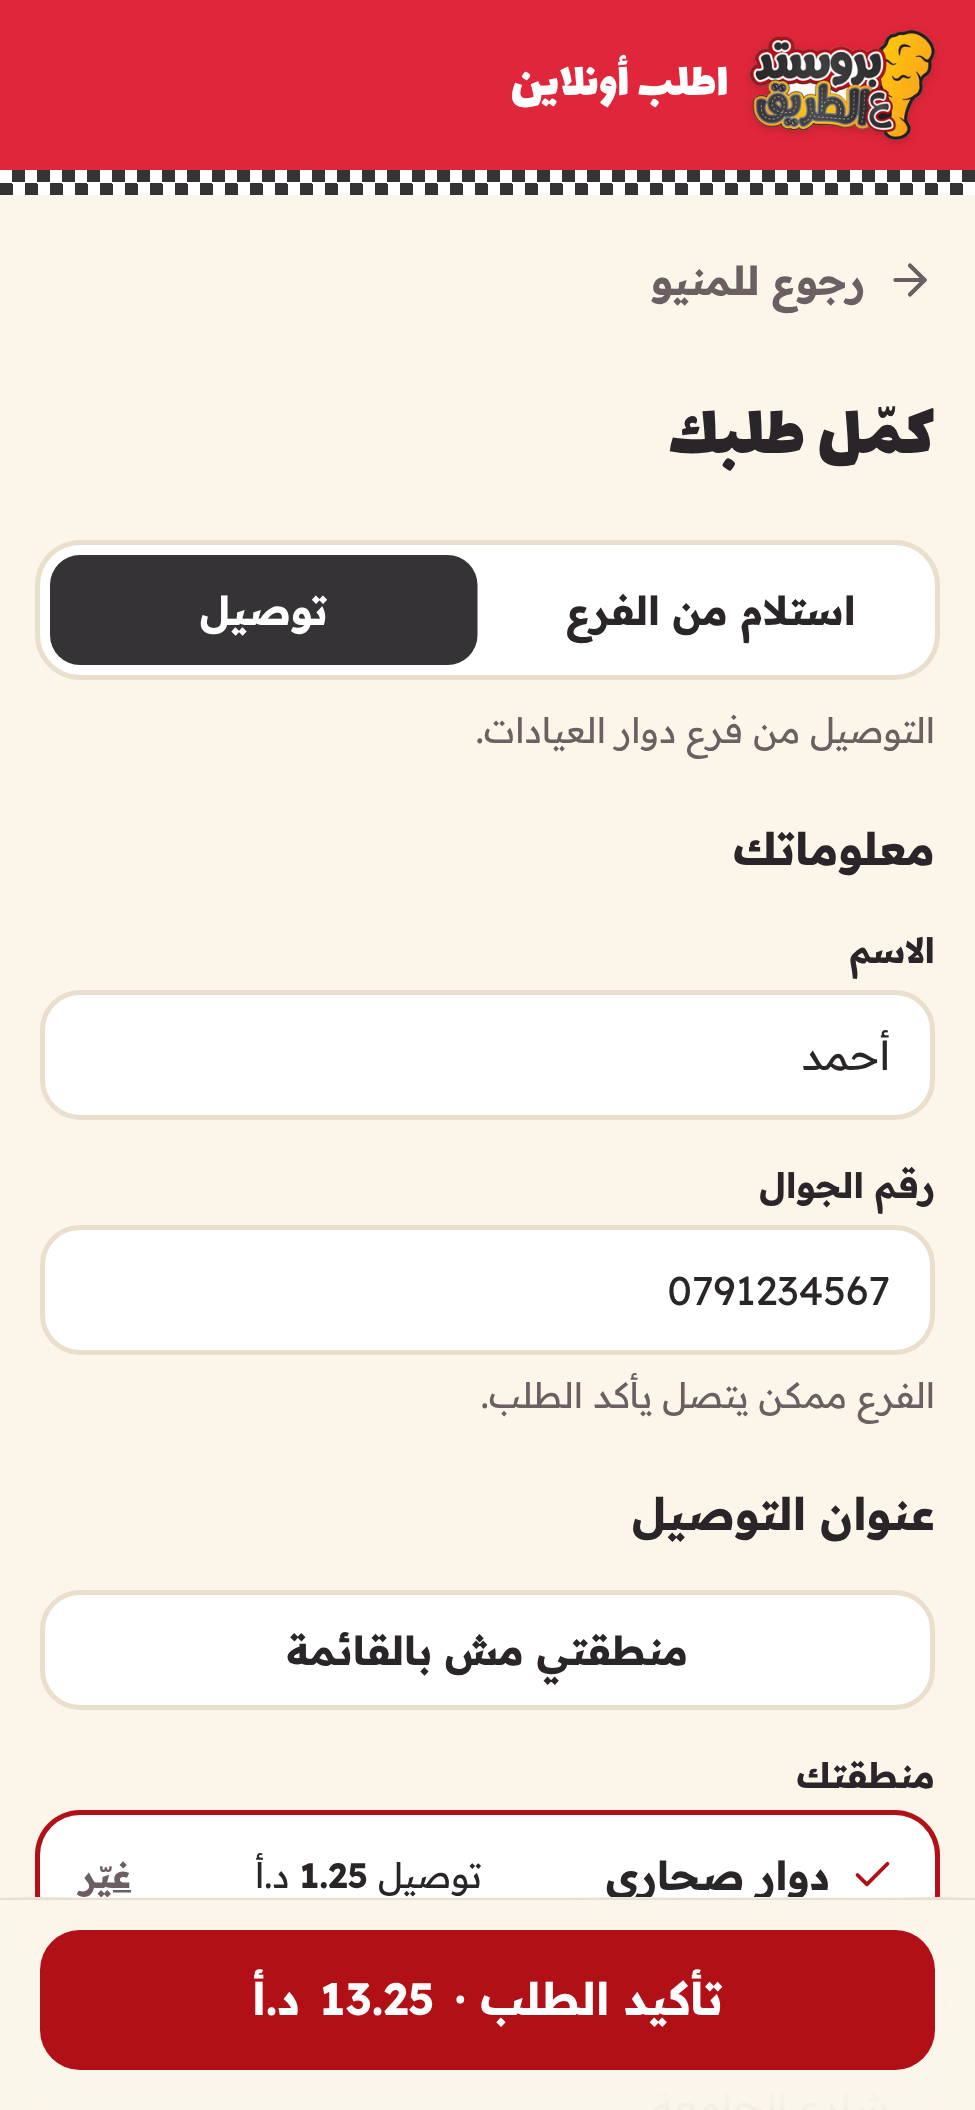 بروستد
عالطريق
اطلب أونلاين
رجوع للمنيو
كمّل طلبك
استلام من الفرع
توصيل
التوصيل من فرع دوار العيادات.
معلوماتك
الاسم
أحمد
رقم الجوال
0791234567
الفرع ممكن يتصل يأكد الطلب.
عنوان التوصيل
منطقتي مش بالقائمة
منطقتك
دوار صحارى توصيل 1.25 د.أ غيّر
تأكيد الطلب · 13.25 د.أ